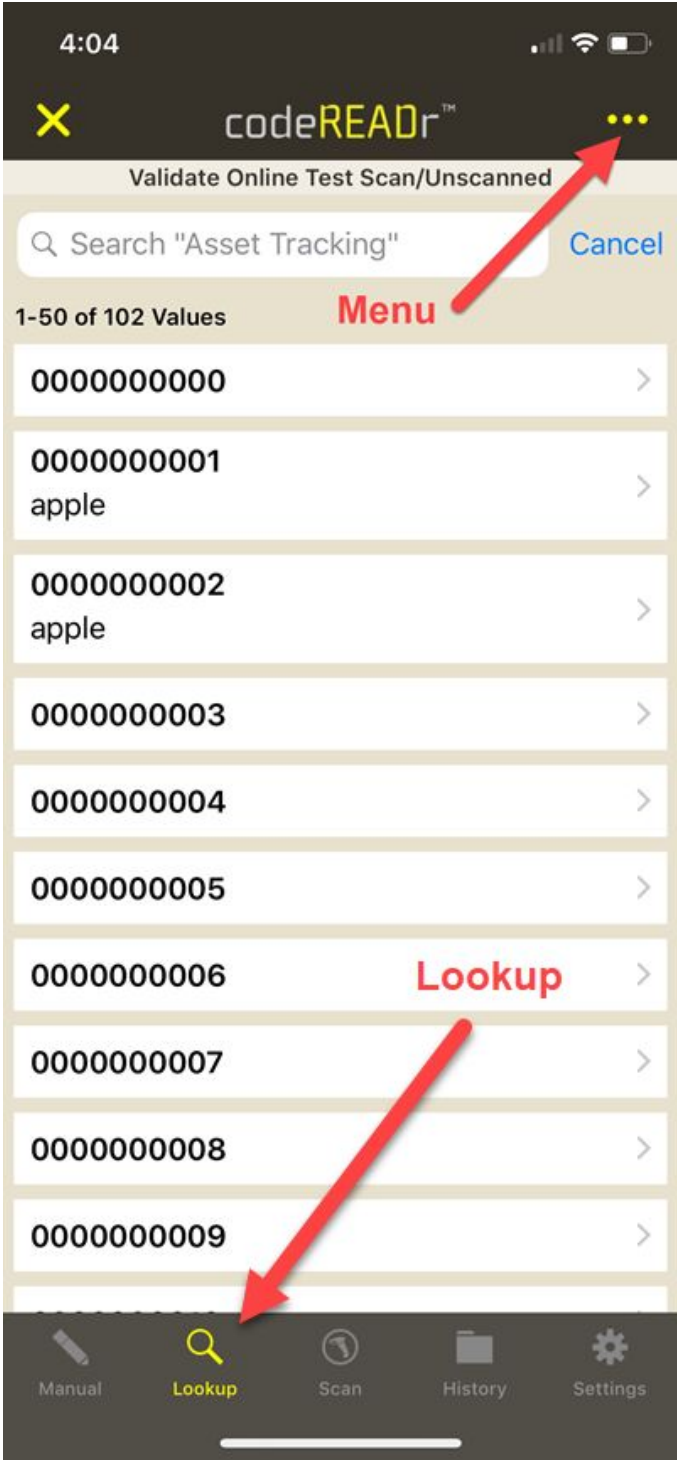 4:04
codeREADr™
Validate Online Test Scan/Unscanned
Search "Asset Tracking"
Cancel
1-50 of 102 Values
Menu
0000000000
0000000001
apple
0000000002
apple
0000000003
0000000004
0000000005
0000000006
Lookup
0000000007
0000000008
0000000009
Manual
Lookup
Scan
History
Settings